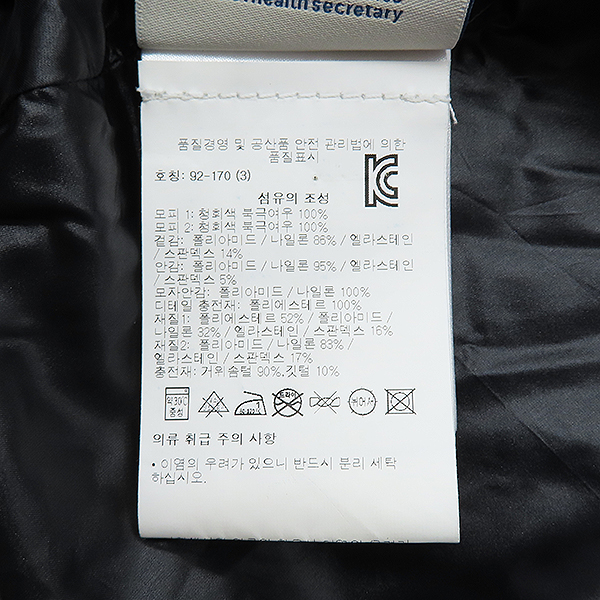 health secretary
품질경영 및 공산품 안전 관리법에 의한
품질표시
호칭: 92-170 (3)
섬유의 조성
모피 1: 청회색 북극여우 100%
모피 2: 청회색 북극여우 100%
겉감: 폴리아미드 / 나일론 86% / 엘라스테인
/ 스판덱스 14%
안감: 폴리아미드 / 나일론 95% / 엘라스테인
/ 스판덱스 5%
모자안감: 폴리아미드 / 나일론 100%
디테일 충전재: 폴리에스테르 100%
재질1: 폴리에스테르 52% / 폴리아미드 /
나일론 32% / 엘라스테인 / 스판덱스 16%
재질2: 폴리아미드 / 나일론 83% /
엘라스테인 / 스판덱스 17%
충전재: 거위솜털 90%, 깃털 10%
약30℃
중성
드라이
의류 취급 주의 사항
• 이염의 우려가 있으니 반드시 분리 세탁
하십시오.